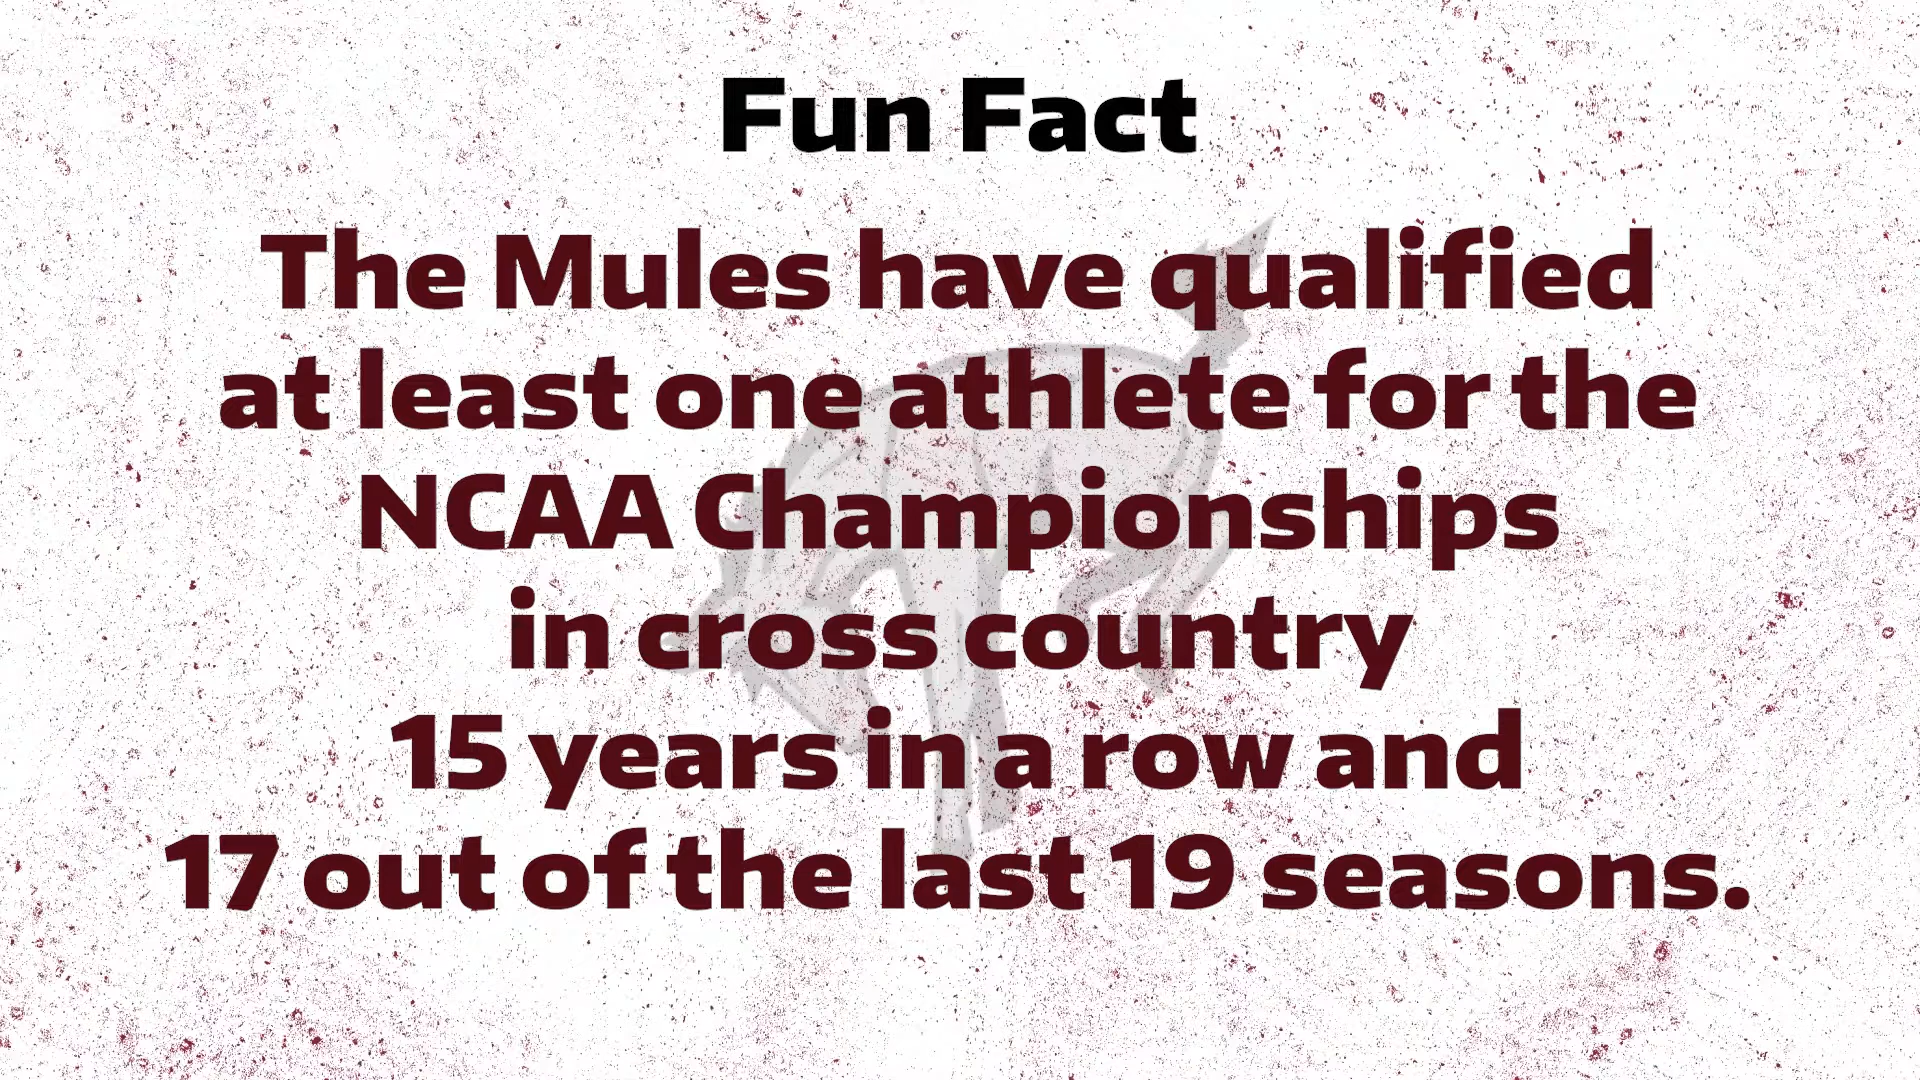 Fun Fact
The Mules have qualified
at least one athlete for the
NCAA Championships
in cross country
15 years in a row and
17 out of the last 19 seasons.